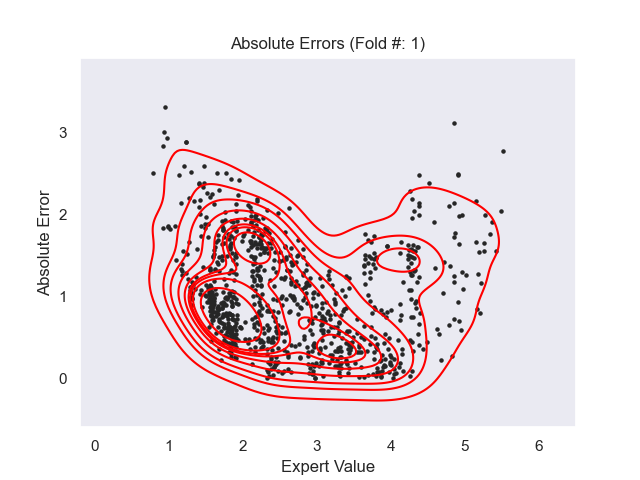 Absolute Errors (Fold #: 1)
Absolute Error
3
2
1
0
0 1 2 3 4 5 6
Expert Value